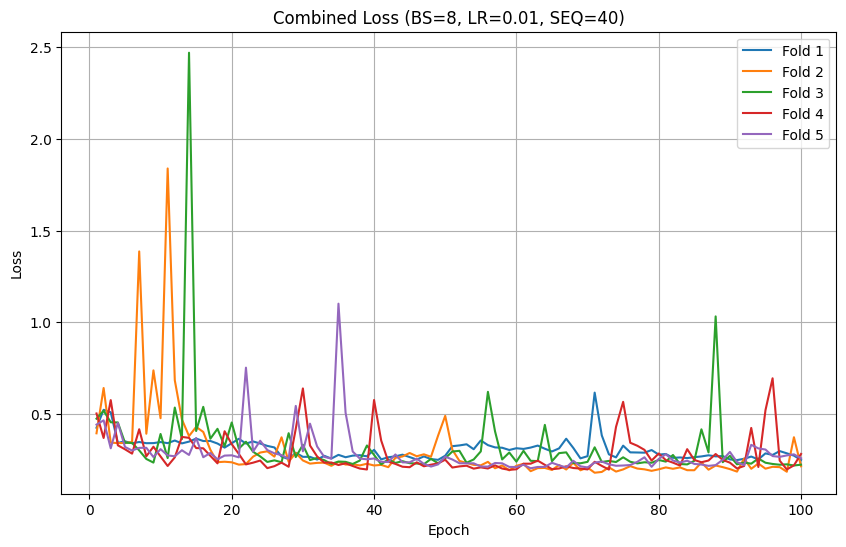 Combined Loss (BS=8, LR=0.01, SEQ=40)
2.5
2.0
1.5
1.0
0.5
Loss
Fold 1
Fold 2
Fold 3
Fold 4
Fold 5
0 20 40 60 80 100
Epoch